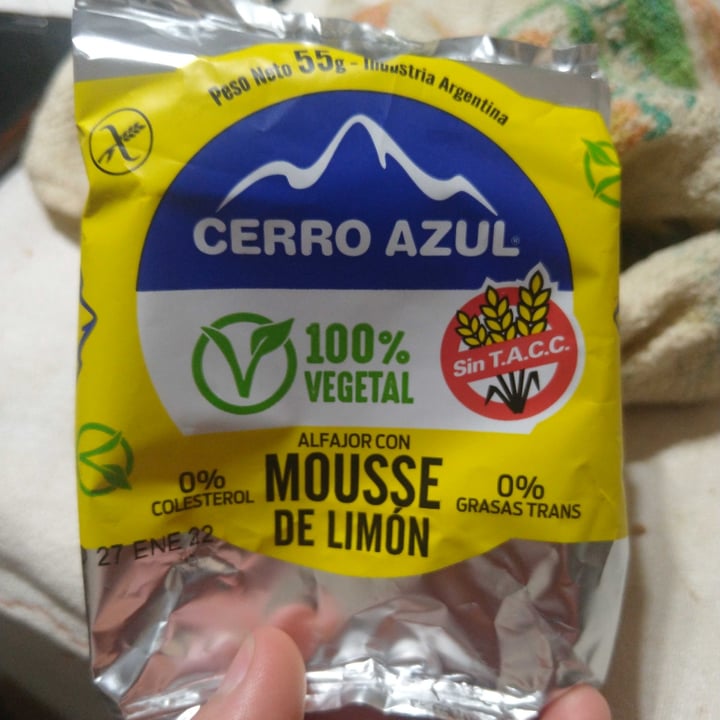 Peso Neto 55g - Industria Argentina
CERRO AZUL®
100%
VEGETAL
Sin T.A.C.C.
ALFAJOR CON
MOUSSE
DE LIMÓN
0%
COLESTEROL
0%
GRASAS TRANS
27 ENE 22